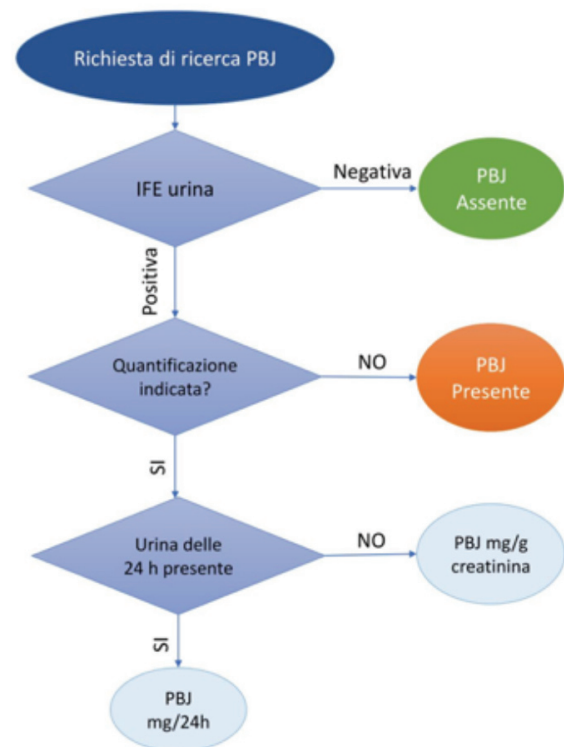 Richiesta di ricerca PBJ
IFE urina
Negativa
PBJ
Assente
Positiva
Quantificazione
indicata?
NO
PBJ
Presente
SI
Urina delle
24 h presente
NO
PBJ mg/g
creatinina
SI
PBJ
mg/24h